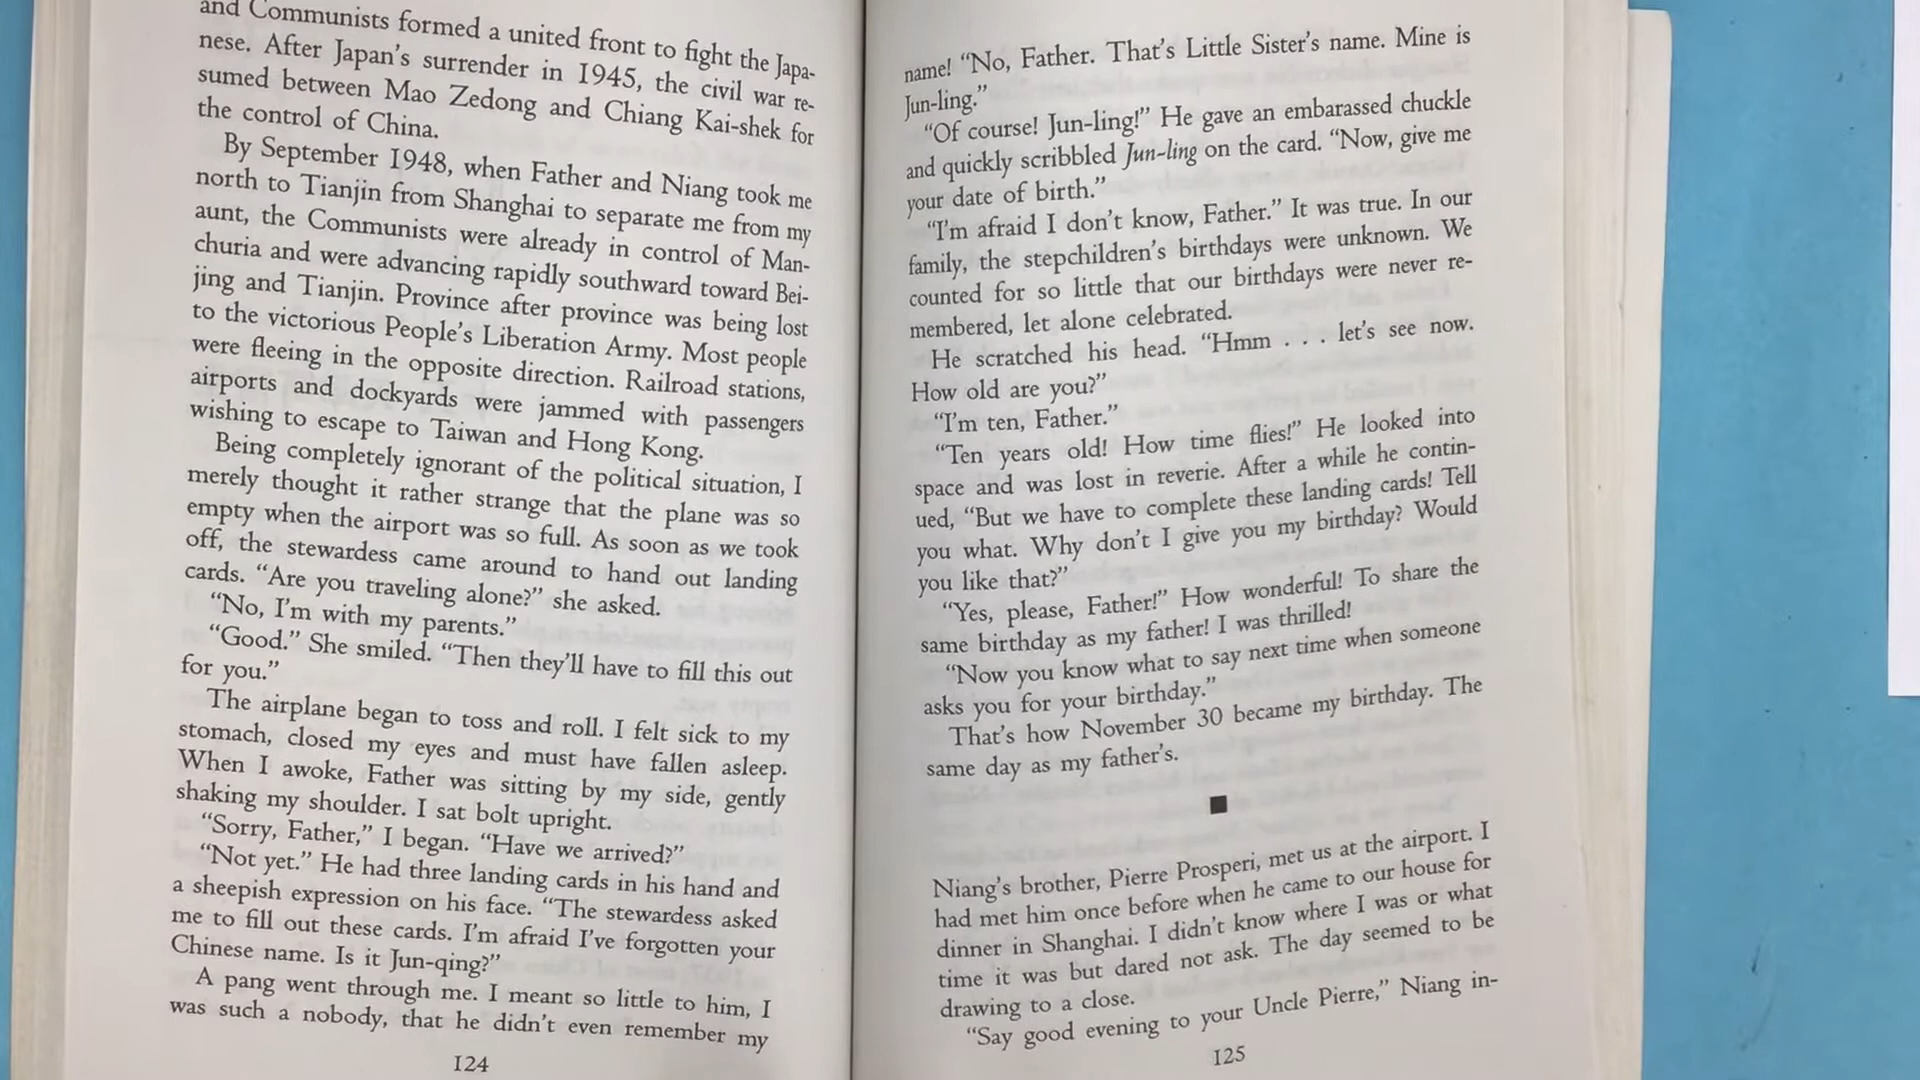 and Communists formed a united front to fight the Japa-
nese. After Japan's surrender in 1945, the civil war re-
sumed between Mao Zedong and Chiang Kai-shek for
the control of China.
By September 1948, when Father and Niang took me
north to Tianjin from Shanghai to separate me from my
aunt, the Communists were already in control of Man-
churia and were advancing rapidly southward toward Bei-
jing and Tianjin. Province after province was being lost
to the victorious People's Liberation Army. Most people
were fleeing in the opposite direction. Railroad stations,
airports and dockyards were jammed with passengers
wishing to escape to Taiwan and Hong Kong.
Being completely ignorant of the political situation, I
merely thought it rather strange that the plane was so
empty when the airport was so full. As soon as we took
off, the stewardess came around to hand out landing
cards. “Are you traveling alone?” she asked.
“No, I'm with my parents.”
“Good.” She smiled. “Then they'll have to fill this out
for you.”
The airplane began to toss and roll. I felt sick to my
stomach, closed my eyes and must have fallen asleep.
When I awoke, Father was sitting by my side, gently
shaking my shoulder. I sat bolt upright.
“Sorry, Father,” I began. “Have we arrived?”
“Not yet.” He had three landing cards in his hand and
a sheepish expression on his face. “The stewardess asked
me to fill out these cards. I'm afraid I've forgotten your
Chinese name. Is it Jun-qing?”
A pang went through me. I meant so little to him, I
was such a nobody, that he didn't even remember my
124
name! “No, Father. That's Little Sister's name. Mine is
Jun-ling.”
“Of course! Jun-ling!” He gave an embarassed chuckle
and quickly scribbled Jun-ling on the card. “Now, give me
your date of birth.”
“I'm afraid I don't know, Father.” It was true. In our
family, the stepchildren's birthdays were unknown. We
counted for so little that our birthdays were never re-
membered, let alone celebrated.
He scratched his head. “Hmm . . . let's see now.
How old are you?”
“I'm ten, Father.”
“Ten years old! How time flies!” He looked into
space and was lost in reverie. After a while he contin-
ued, “But we have to complete these landing cards! Tell
you what. Why don't I give you my birthday? Would
you like that?”
“Yes, please, Father!” How wonderful! To share the
same birthday as my father! I was thrilled!
“Now you know what to say next time when someone
asks you for your birthday.”
That's how November 30 became my birthday. The
same day as my father's.
Niang's brother, Pierre Prosperi, met us at the airport. I
had met him once before when he came to our house for
dinner in Shanghai. I didn't know where I was or what
time it was but dared not ask. The day seemed to be
drawing to a close.
“Say good evening to your Uncle Pierre,” Niang in-
125